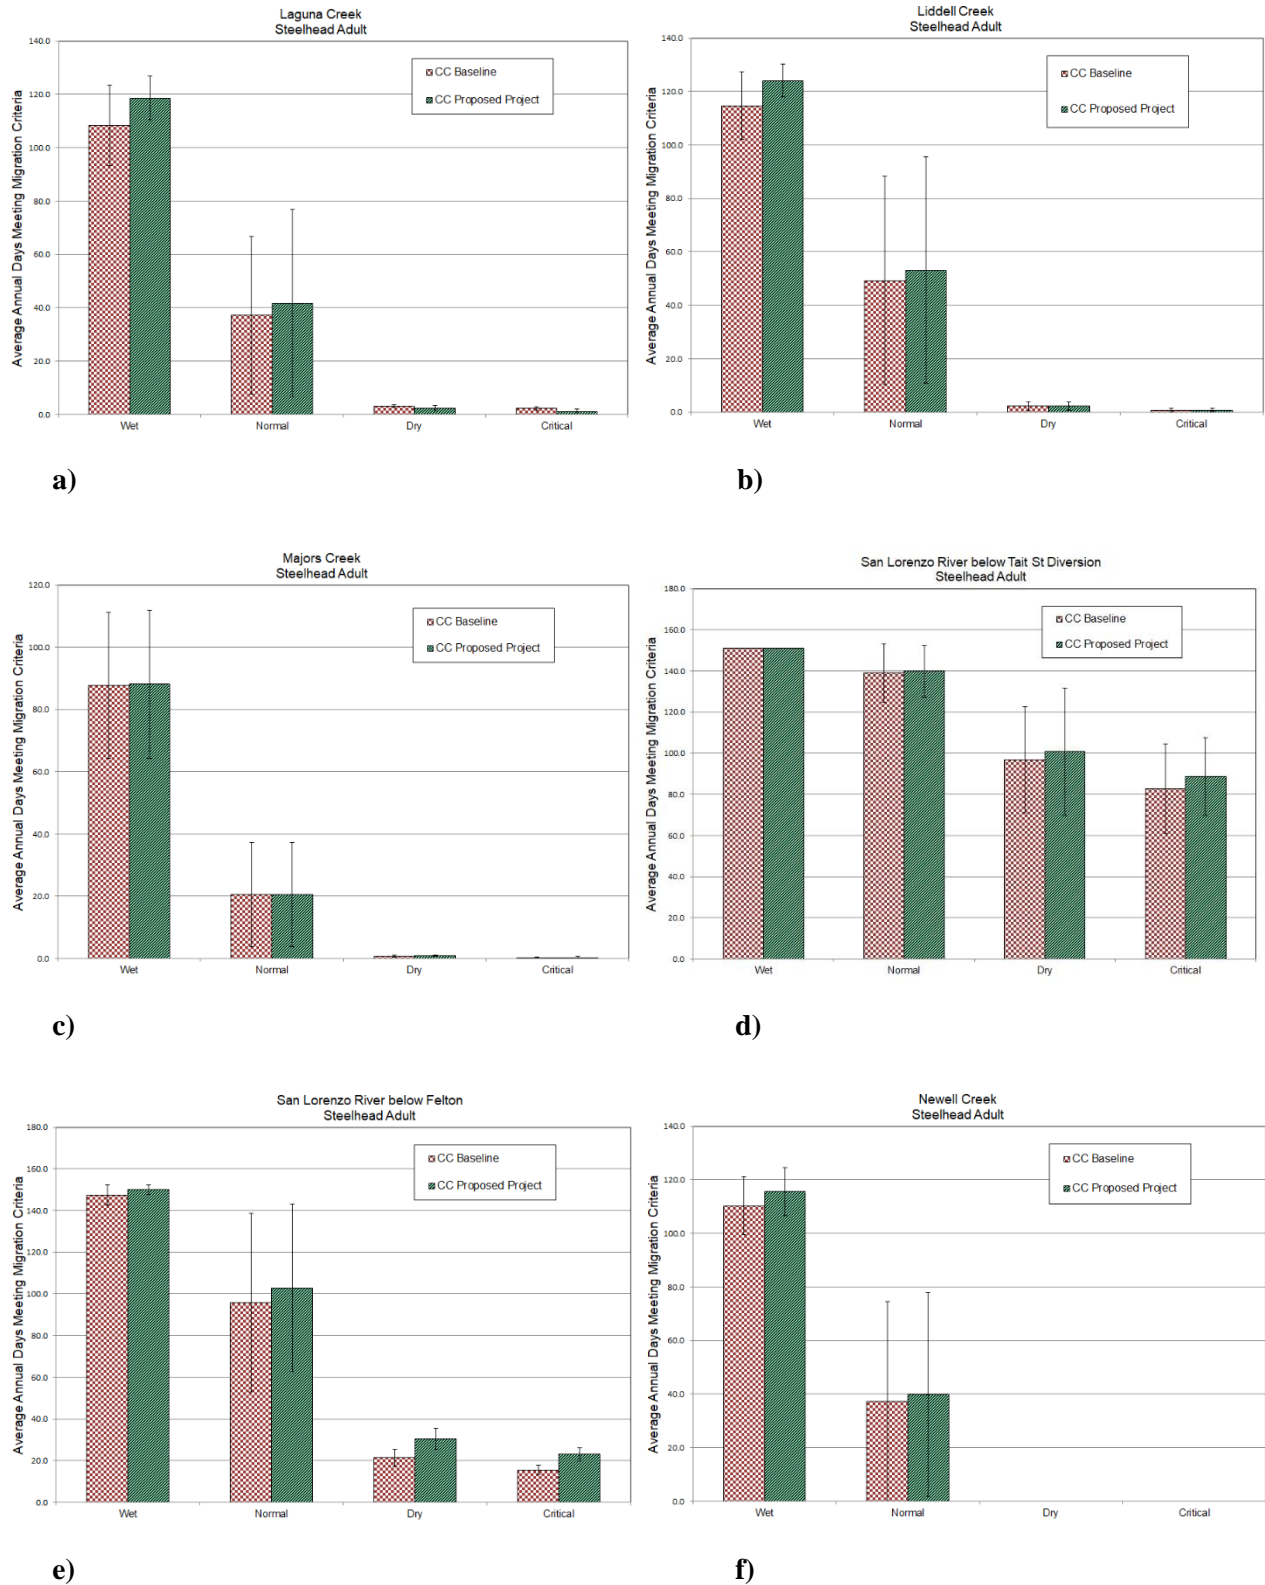 Laguna Creek
Steelhead Adult
Average Annual Days Meeting Migration Criteria
140.0
120.0
100.0
80.0
60.0
40.0
20.0
0.0
CC Baseline
CC Proposed Project
Wet Normal Dry Critical
a)
Liddell Creek
Steelhead Adult
Average Annual Days Meeting Migration Criteria
140.0
120.0
100.0
80.0
60.0
40.0
20.0
0.0
CC Baseline
CC Proposed Project
Wet Normal Dry Critical
b)
Majors Creek
Steelhead Adult
Average Annual Days Meeting Migration Criteria
120.0
100.0
80.0
60.0
40.0
20.0
0.0
CC Baseline
CC Proposed Project
Wet Normal Dry Critical
c)
San Lorenzo River below Tait St Diversion
Steelhead Adult
Average Annual Days Meeting Migration Criteria
180.0
160.0
140.0
120.0
100.0
80.0
60.0
40.0
20.0
0.0
CC Baseline
CC Proposed Project
Wet Normal Dry Critical
d)
San Lorenzo River below Felton
Steelhead Adult
Average Annual Days Meeting Migration Criteria
180.0
160.0
140.0
120.0
100.0
80.0
60.0
40.0
20.0
0.0
CC Baseline
CC Proposed Project
Wet Normal Dry Critical
e)
Newell Creek
Steelhead Adult
Average Annual Days Meeting Migration Criteria
140.0
120.0
100.0
80.0
60.0
40.0
20.0
0.0
CC Baseline
CC Proposed Project
Wet Normal Dry Critical
f)